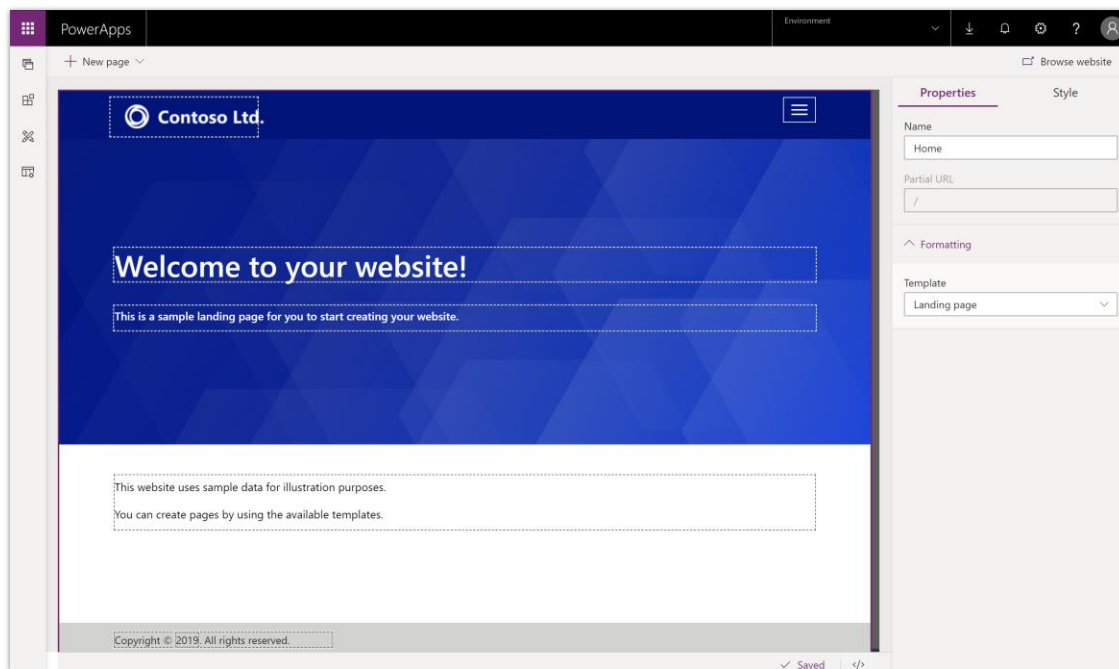 PowerApps
Environment
New page
Browse website
Contoso Ltd.
Properties
Style
Name
Home
Partial URL
/
Formatting
Template
Landing page
Welcome to your website!
This is a sample landing page for you to start creating your website.
This website uses sample data for illustration purposes.
You can create pages by using the available templates.
Copyright © 2019. All rights reserved.
Saved